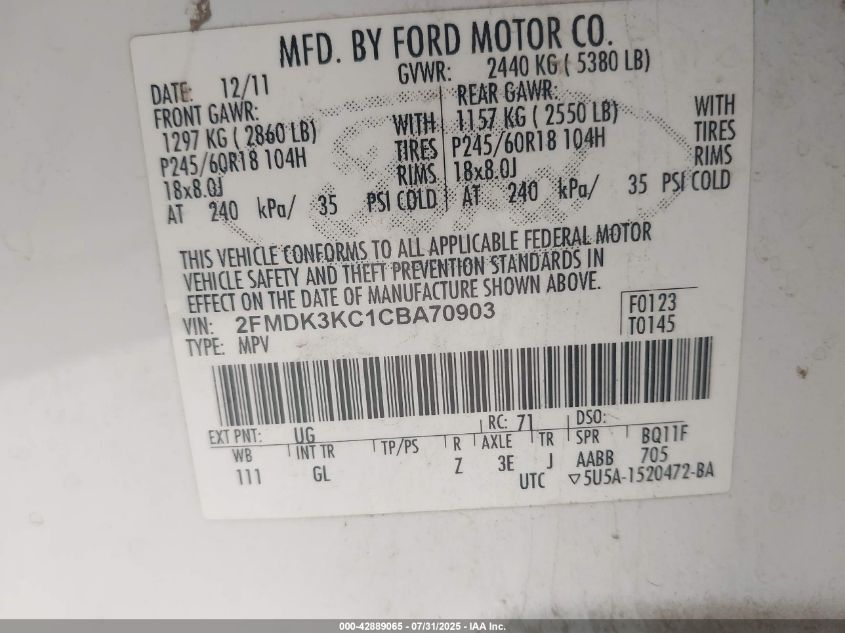 MFD. BY FORD MOTOR CO.
DATE: 12/11 GVWR: 2440 KG ( 5380 LB)
FRONT GAWR: REAR GAWR:
1297 KG ( 2860 LB) WITH 1157 KG ( 2550 LB) WITH
P245/60R18 104H TIRES P245/60R18 104H TIRES
18x8.0J RIMS 18x8.0J RIMS
AT 240 kPa/ 35 PSI COLD AT 240 kPa/ 35 PSI COLD
THIS VEHICLE CONFORMS TO ALL APPLICABLE FEDERAL MOTOR
VEHICLE SAFETY AND THEFT PREVENTION STANDARDS IN
EFFECT ON THE DATE OF MANUFACTURE SHOWN ABOVE.
VIN: 2FMDK3KC1CBA70903 F0123
TYPE: MPV T0145
EXT PNT: UG RC: 71 DSO:
WB INT TR TP/PS R AXLE TR SPR BQ11F
111 GL Z 3E J AABB 705
UTC ▽5U5A-1520472-BA
000-42889065 - 07/31/2025 - IAA Inc.